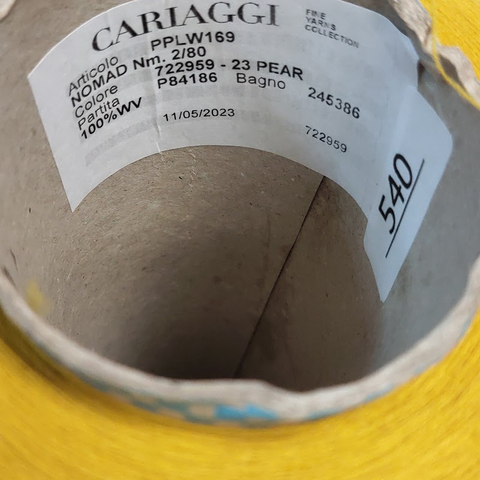 CARIAGGI
FINE
YARNS
COLLECTION
Articolo PPLW169
NOMAD Nm. 2/80
Colore 722959 - 23 PEAR
Partita P84186 Bagno 245386
100%WV 11/05/2023
722959
540